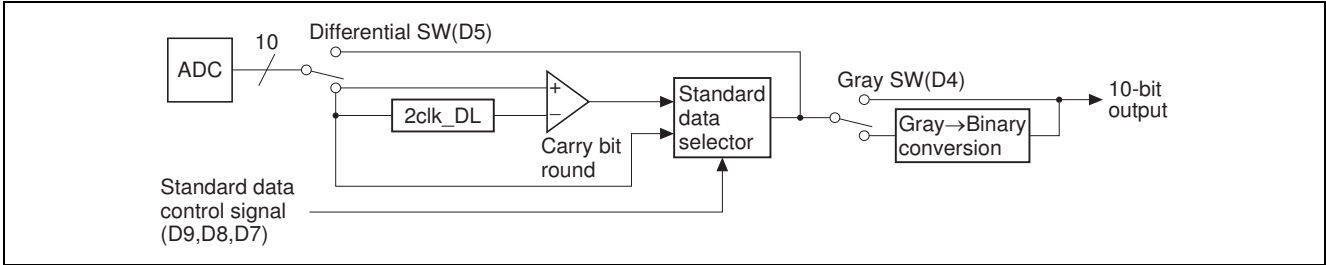 Differential SW(D5)
10
ADC
+
−
2clk_DL
Carry bit
round
Standard
data
selector
Gray SW(D4)
Gray→Binary
conversion
10-bit
output
Standard data
control signal
(D9,D8,D7)